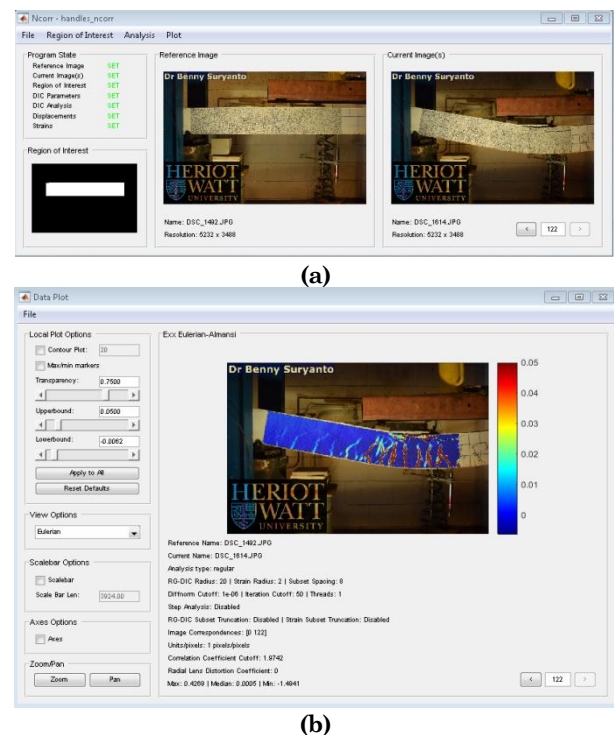 Ncorr - handles_ncorr
File Region of Interest Analysis Plot
Program State
Reference Image SET
Current Image(s) SET
Region of Interest SET
DIC Parameters SET
DIC Analysis SET
Displacements SET
Strains SET
Region of Interest
Reference Image
Dr Benny Suryanto
HERIOT
WATT
UNIVERSITY
Name: DSC_1492.JPG
Resolution: 5232 x 3488
Current Image(s)
Dr Benny Suryanto
HERIOT
WATT
UNIVERSITY
Name: DSC_1614.JPG
Resolution: 5232 x 3488
< 122 >
(a)
Data Plot
File
Local Plot Options
Contour Plot: 20
Max/min markers
Transparency: 0.7500
Upperbound: 0.0500
Lowerbound: -0.0062
Apply to All
Reset Defaults
View Options
Eulerian
Scalebar Options
Scalebar
Scale Bar Len: 3924.00
Axes Options
Axes
Zoom/Pan
Zoom Pan
Exx Eulerian-Almansi
Dr Benny Suryanto
HERIOT
WATT
UNIVERSITY
0.05
0.04
0.03
0.02
0.01
0
Reference Name: DSC_1492.JPG
Current Name: DSC_1614.JPG
Analysis type: regular
RG-DIC Radius: 20 | Strain Radius: 2 | Subset Spacing: 8
Diffnorm Cutoff: 1e-06 | Iteration Cutoff: 50 | Threads: 1
Step Analysis: Disabled
RG-DIC Subset Truncation: Disabled | Strain Subset Truncation: Disabled
Image Correspondences: [0 122]
Units/pixels: 1 pixels/pixels
Correlation Coefficient Cutoff: 1.9742
Radial Lens Distortion Coefficient: 0
Max: 0.4269 | Median: 0.0005 | Min: -1.4941
< 122 >
(b)